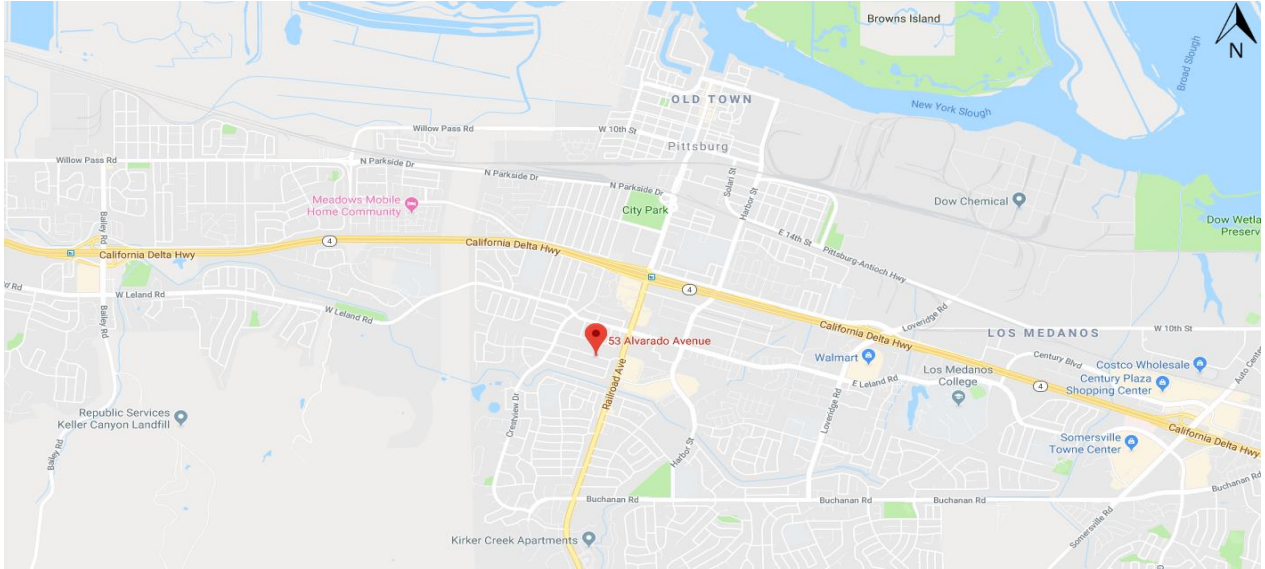 Browns Island
N
Broad Slough
OLD TOWN
New York Slough
Willow Pass Rd
W 10th St
Pittsburg
Willow Pass Rd
N Parkside Dr
N Parkside Dr
N Parkside Dr
Solari St
Harbor St
Meadows Mobile
Home Community
City Park
Dow Chemical
Dow Wetla
Preserv
Bailey Rd
E 14th St
Pittsburg-Antioch Hwy
4
California Delta Hwy
California Delta Hwy
4
d Rd
W Leland Rd
W Leland Rd
Bailey Rd
California Delta Hwy
Loveridge Rd
LOS MEDANOS
W 10th St
53 Alvarado Avenue
Walmart
Century Blvd
Costco Wholesale
Century Plaza
Shopping Center
Auto Center
E Leland Rd
Los Medanos
College
4
Railroad Ave
Crestview Dr
Loveridge Rd
Republic Services
Keller Canyon Landfill
California Delta Hwy
Somersville
Towne Center
Bailey Rd
Harbor St
Buchanan Rd
Buchanan Rd
Buchanan Rd
Buchanan Rd
Kirker Creek Apartments
Somersville Rd